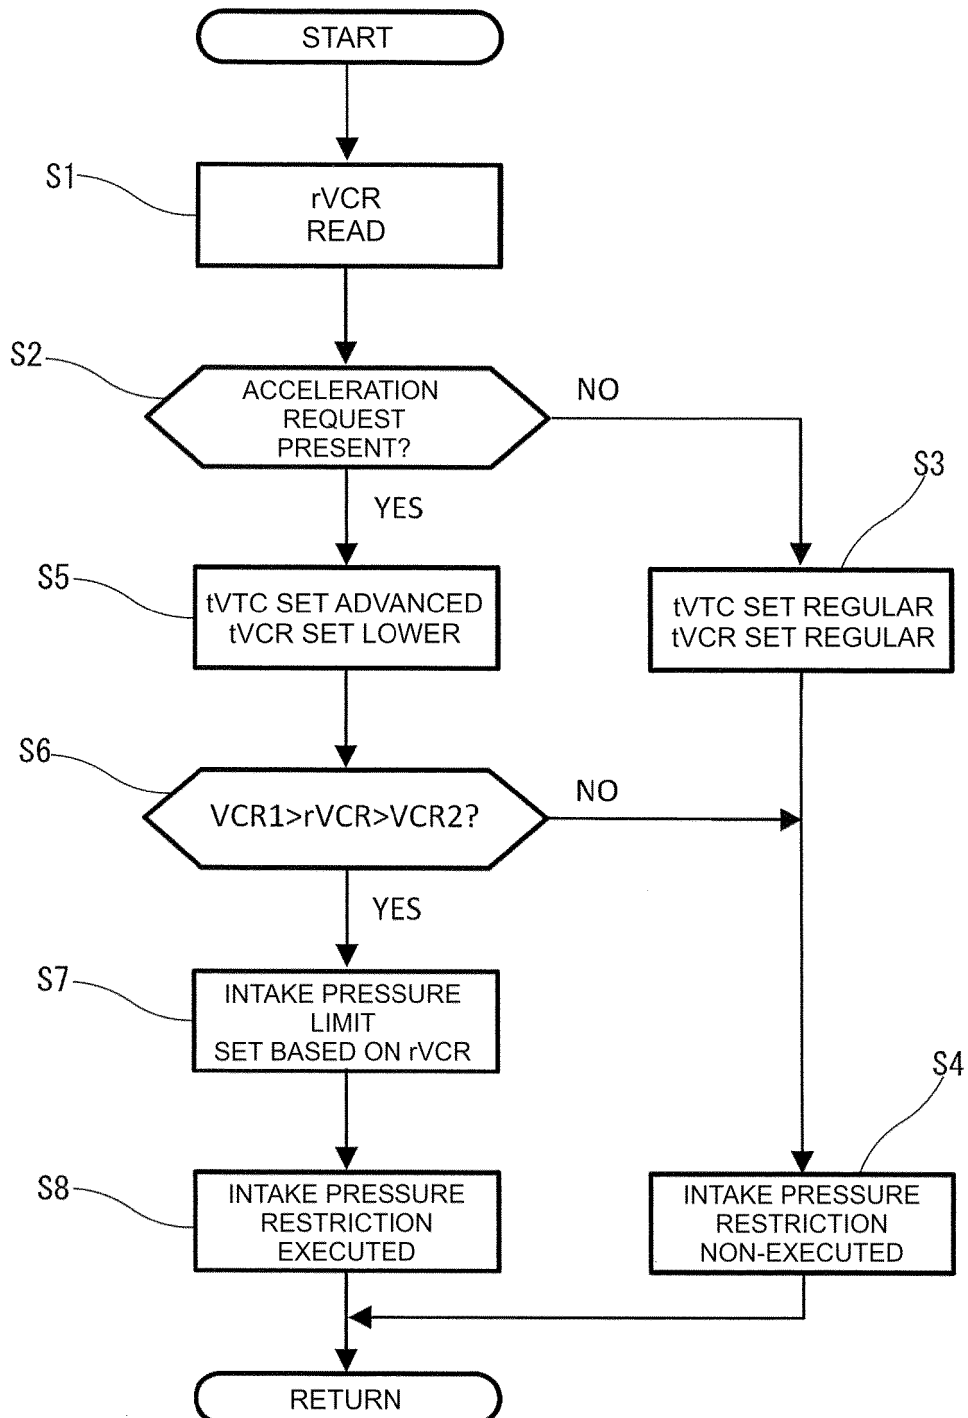 START
S1
rVCR
READ
S2
ACCELERATION
REQUEST
PRESENT?
NO
YES
S3
tVTC SET REGULAR
tVCR SET REGULAR
S5
tVTC SET ADVANCED
tVCR SET LOWER
S6
VCR1>rVCR>VCR2?
NO
YES
S7
INTAKE PRESSURE
LIMIT
SET BASED ON rVCR
S4
INTAKE PRESSURE
RESTRICTION
NON-EXECUTED
S8
INTAKE PRESSURE
RESTRICTION
EXECUTED
RETURN